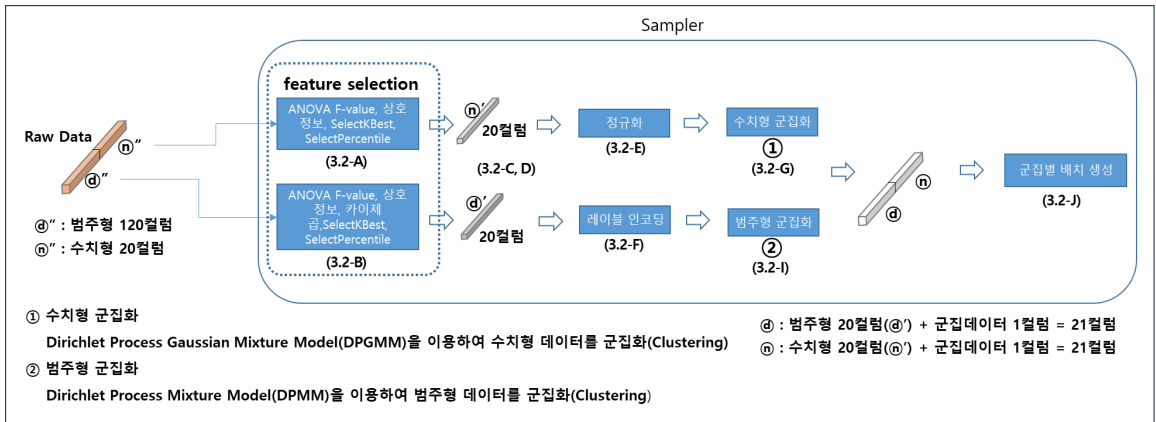 Sampler
feature selection
Raw Data
ⓝ”
ⓓ”
ⓓ” : 범주형 120컬럼
ⓝ” : 수치형 20컬럼
ANOVA F-value, 상호
정보, SelectKBest,
SelectPercentile
(3.2-A)
ANOVA F-value, 상호
정보, 카이제
곱,SelectKBest,
SelectPercentile
(3.2-B)
ⓝ’
20컬럼
(3.2-C, D)
ⓓ’
20컬럼
정규화
(3.2-E)
레이블 인코딩
(3.2-F)
수치형 군집화
①
(3.2-G)
범주형 군집화
②
(3.2-I)
ⓝ
ⓓ
군집별 배치 생성
(3.2-J)
① 수치형 군집화
Dirichlet Process Gaussian Mixture Model(DPGMM)을 이용하여 수치형 데이터를 군집화(Clustering)
② 범주형 군집화
Dirichlet Process Mixture Model(DPMM)을 이용하여 범주형 데이터를 군집화(Clustering)
ⓓ : 범주형 20컬럼(ⓓ’) + 군집데이터 1컬럼 = 21컬럼
ⓝ : 수치형 20컬럼(ⓝ’) + 군집데이터 1컬럼 = 21컬럼